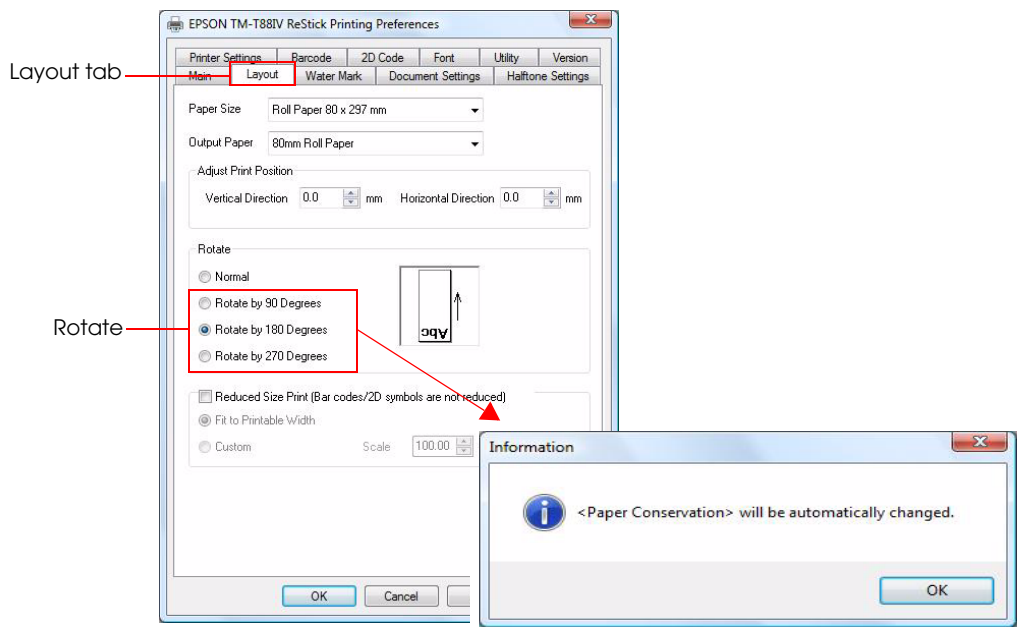 EPSON TM-T88IV ReStick Printing Preferences
Printer Settings Barcode 2D Code Font Utility Version
Layout tab
Main Layout Water Mark Document Settings Halftone Settings
Paper Size Roll Paper 80 x 297 mm
Output Paper 80mm Roll Paper
Adjust Print Position
Vertical Direction 0.0 mm Horizontal Direction 0.0 mm
Rotate
Normal
Rotate by 90 Degrees
Rotate
Rotate by 180 Degrees
Abc
Rotate by 270 Degrees
Reduced Size Print (Bar codes/2D symbols are not reduced)
Fit to Printable Width
Custom Scale 100.00
Information
<Paper Conservation> will be automatically changed.
OK
OK Cancel